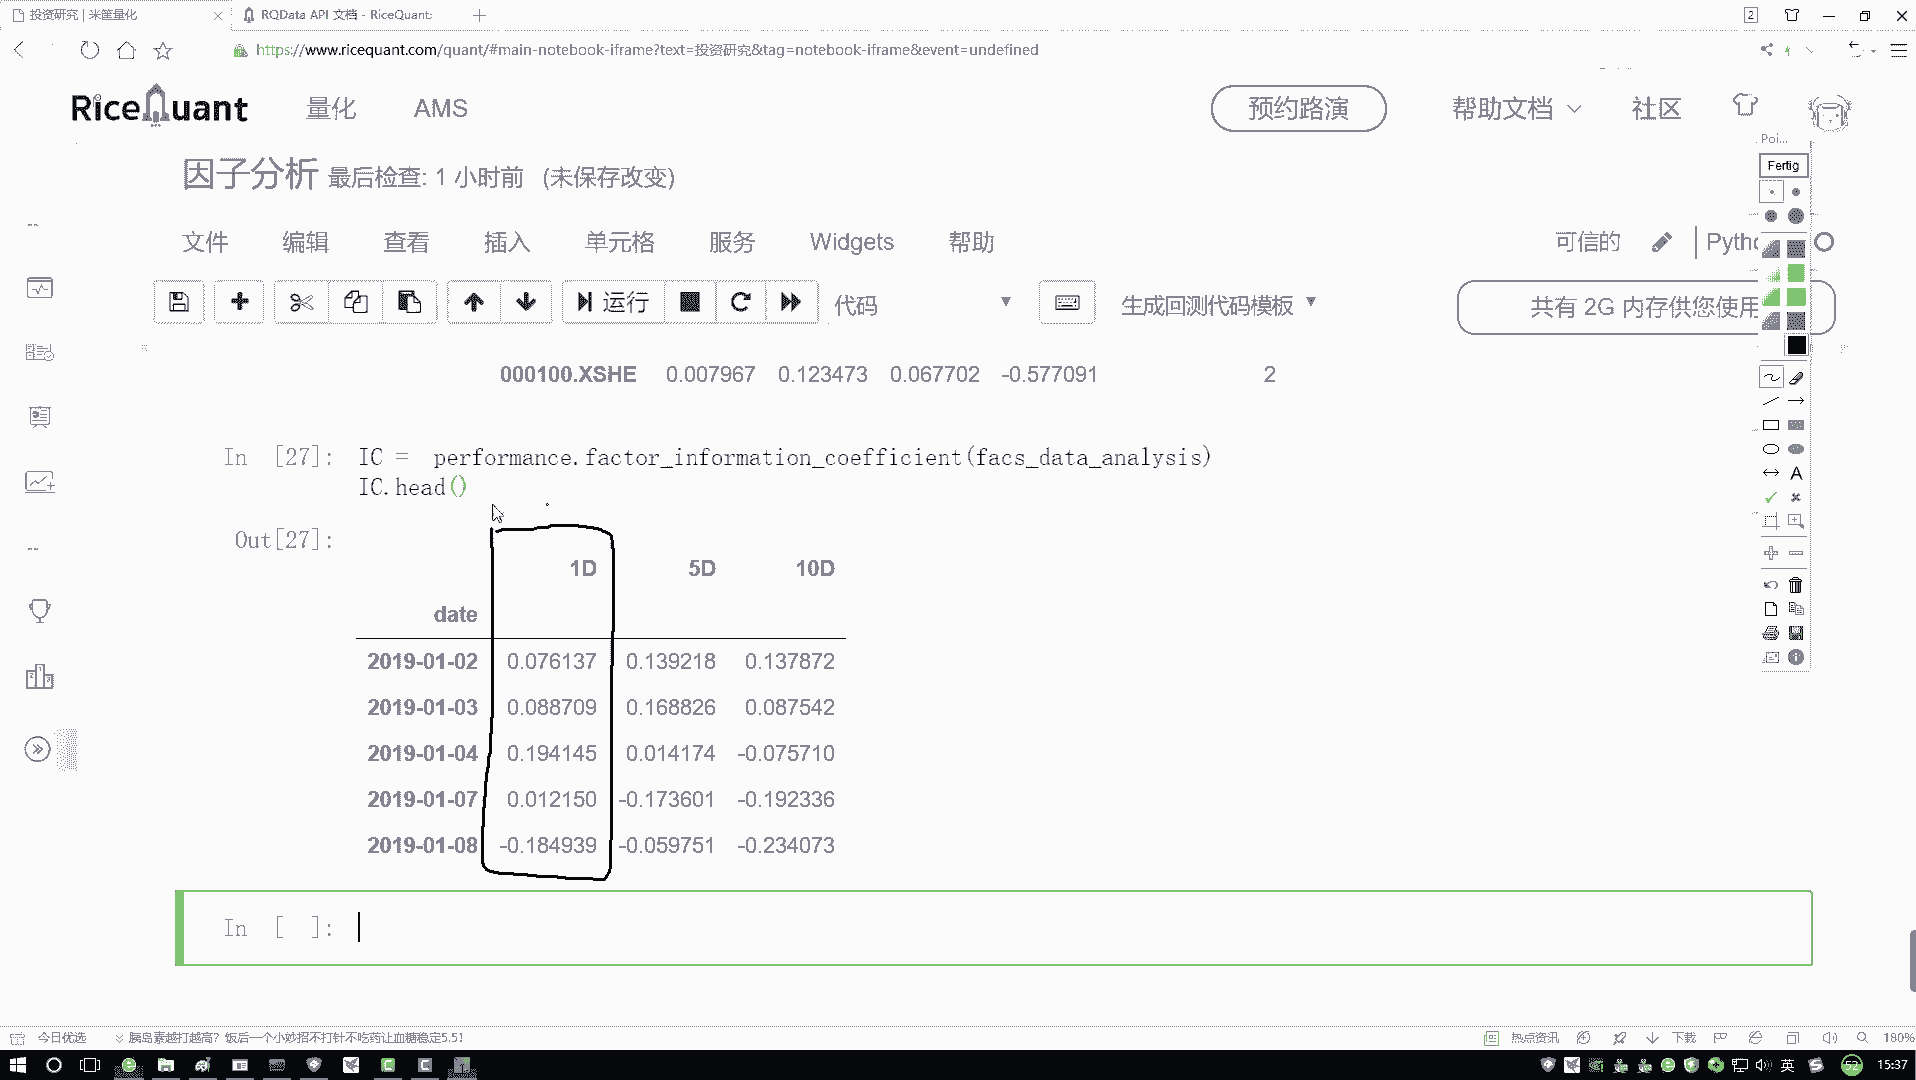 投资研究 | 米筐量化
RQData API 文档 - RiceQuant:
2
https://www.ricequant.com/quant/#main-notebook-iframe?text=投资研究&tag=notebook-iframe&event=undefined
RiceQuant 量化 AMS 预约路演 帮助文档 社区
Poi...
Fertig
因子分析 最后检查: 1 小时前 (未保存改变)
文件 编辑 查看 插入 单元格 服务 Widgets 帮助 可信的 Pytho
运行 代码 生成回测代码模板 共有 2G 内存供您使用
000100.XSHE 0.007967 0.123473 0.067702 -0.577091 2
In [27]: IC = performance.factor_information_coefficient(facs_data_analysis)
IC.head()
Out[27]:
1D 5D 10D
date
2019-01-02 0.076137 0.139218 0.137872
2019-01-03 0.088709 0.168826 0.087542
2019-01-04 0.194145 0.014174 -0.075710
2019-01-07 0.012150 -0.173601 -0.192336
2019-01-08 -0.184939 -0.059751 -0.234073
In [ ]:
今日优选 胰岛素越打越高？饭后一个小妙招不打针不吃药让血糖稳定5.5!
热点资讯 下载 180%
英 52 15:37